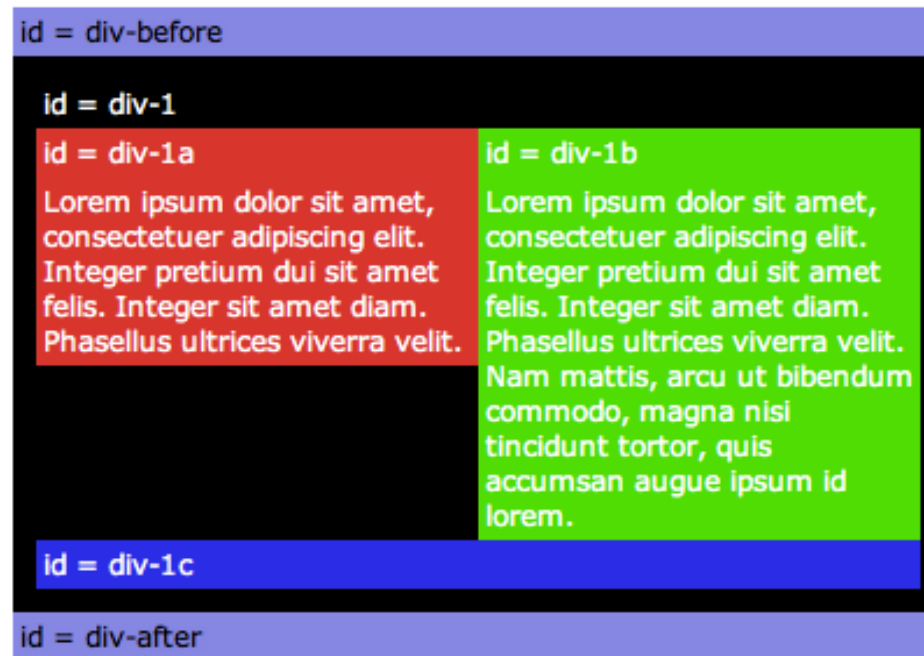 id = div-before
id = div-1
id = div-1a
Lorem ipsum dolor sit amet,
consectetuer adipiscing elit.
Integer pretium dui sit amet
felis. Integer sit amet diam.
Phasellus ultrices viverra velit.
id = div-1b
Lorem ipsum dolor sit amet,
consectetuer adipiscing elit.
Integer pretium dui sit amet
felis. Integer sit amet diam.
Phasellus ultrices viverra velit.
Nam mattis, arcu ut bibendum
commodo, magna nisi
tincidunt tortor, quis
accumsan augue ipsum id
lorem.
id = div-1c
id = div-after